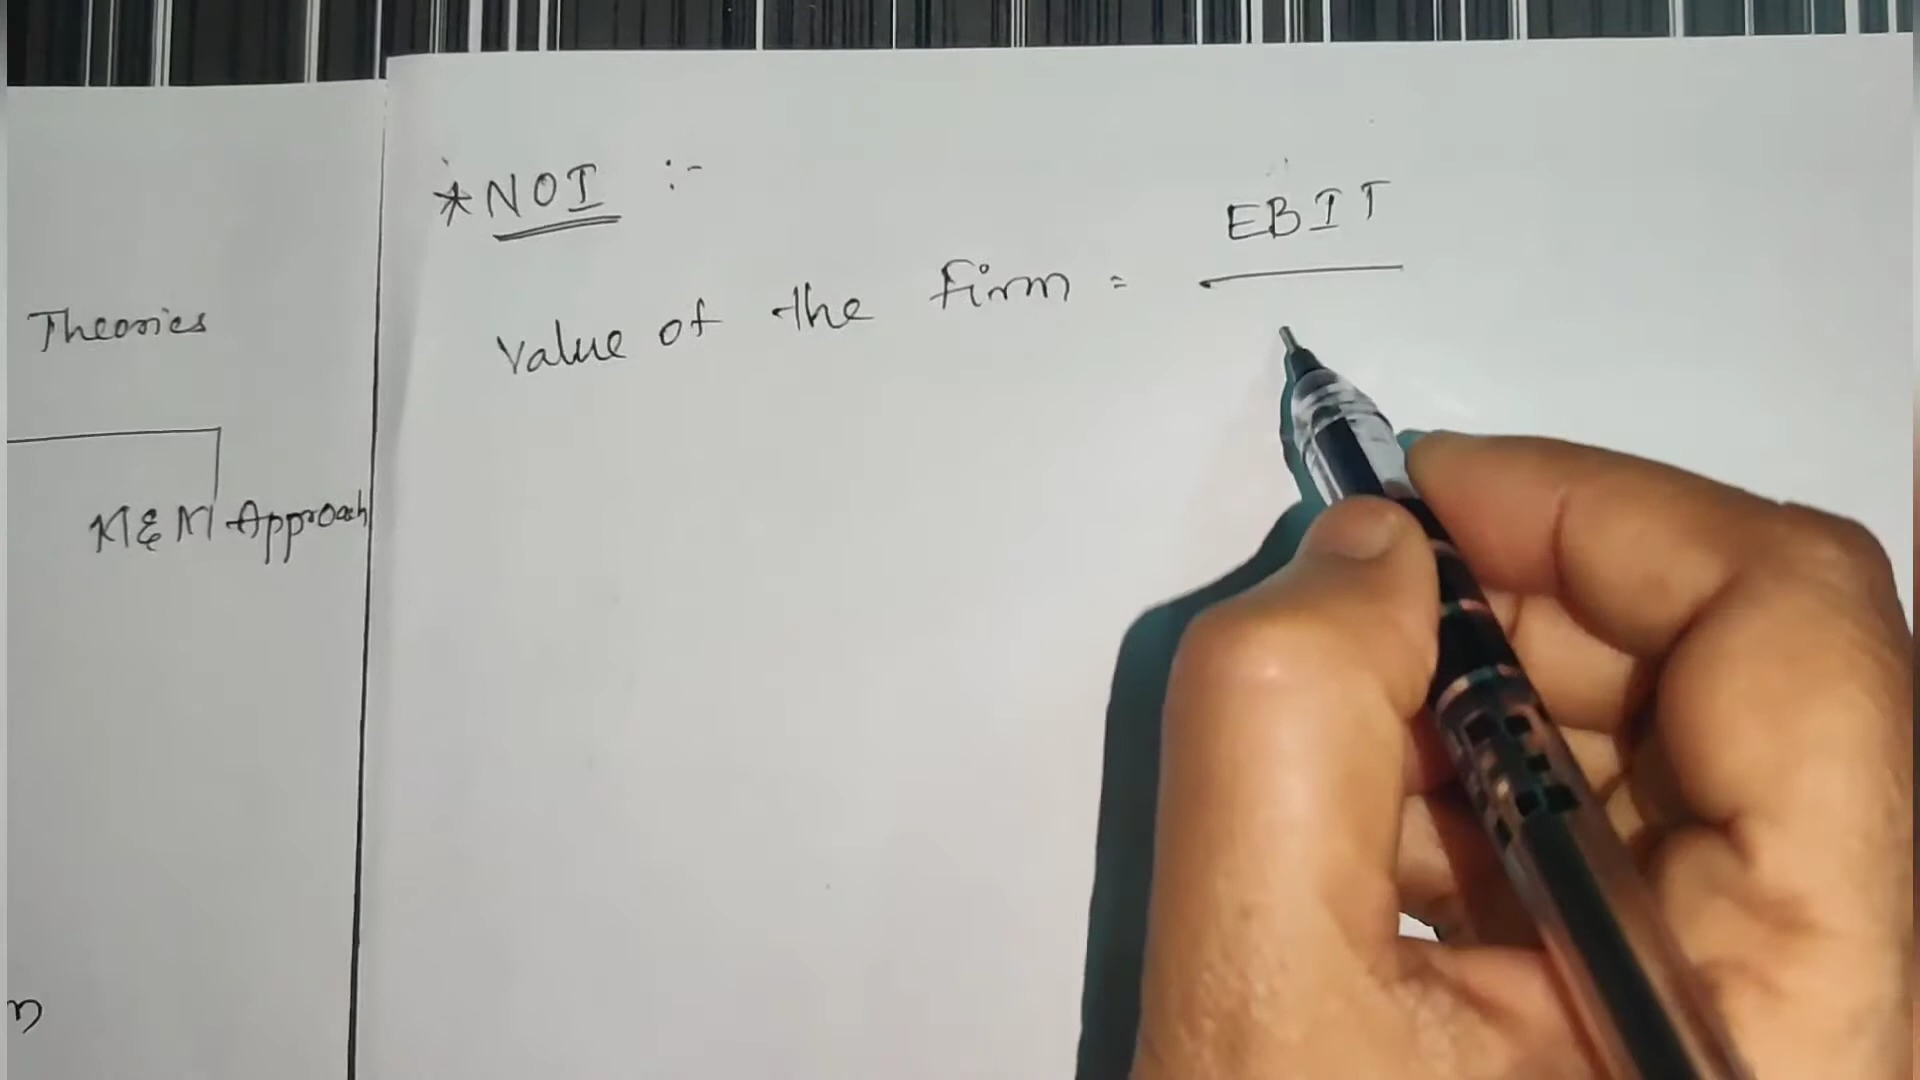 Theories
M&M Approach
n
* NOI :-
Value of the firm = EBIT